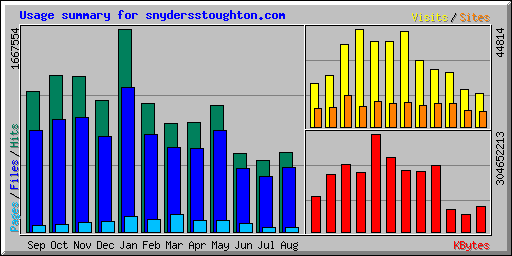 Usage summary for snydersstoughton.com
Visits / Sites
1667554
44814
Pages / Files / Hits
304652213
Sep Oct Nov Dec Jan Feb Mar Apr May Jun Jul Aug
KBytes